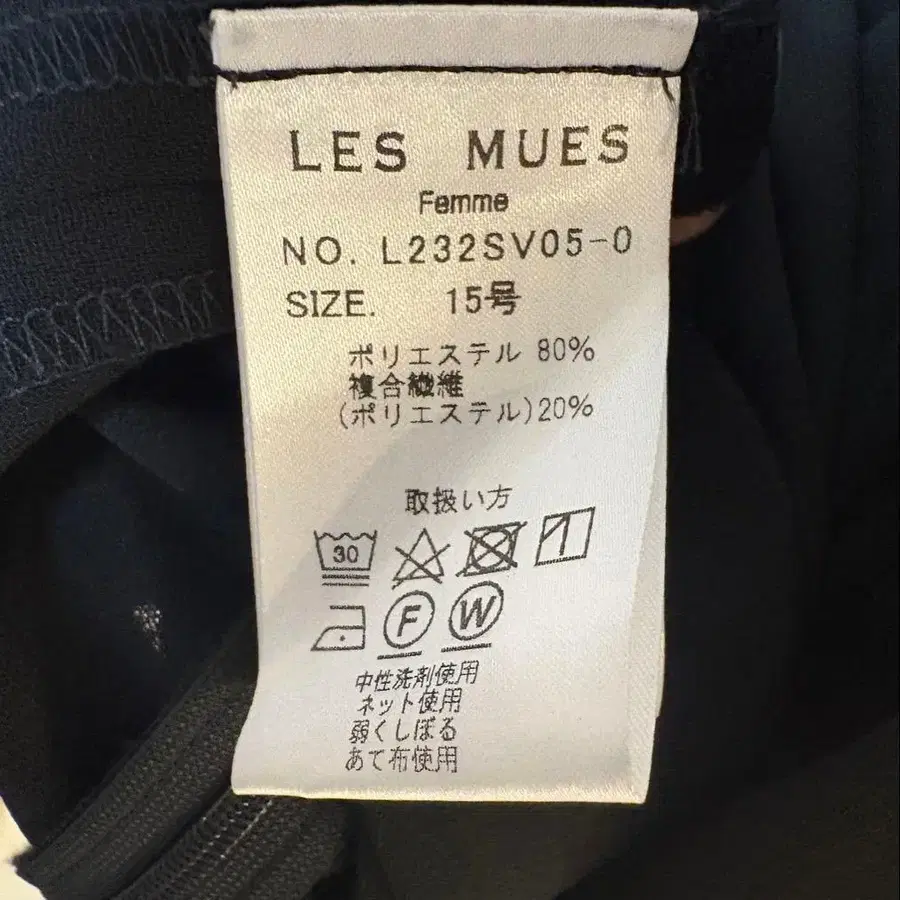 LES MUES
Femme
NO. L232SV05-0
SIZE. 15号
ポリエステル 80%
複合繊維
(ポリエステル)20%
取扱い方
30
F W
中性洗剤使用
ネット使用
弱くしぼる
あて布使用